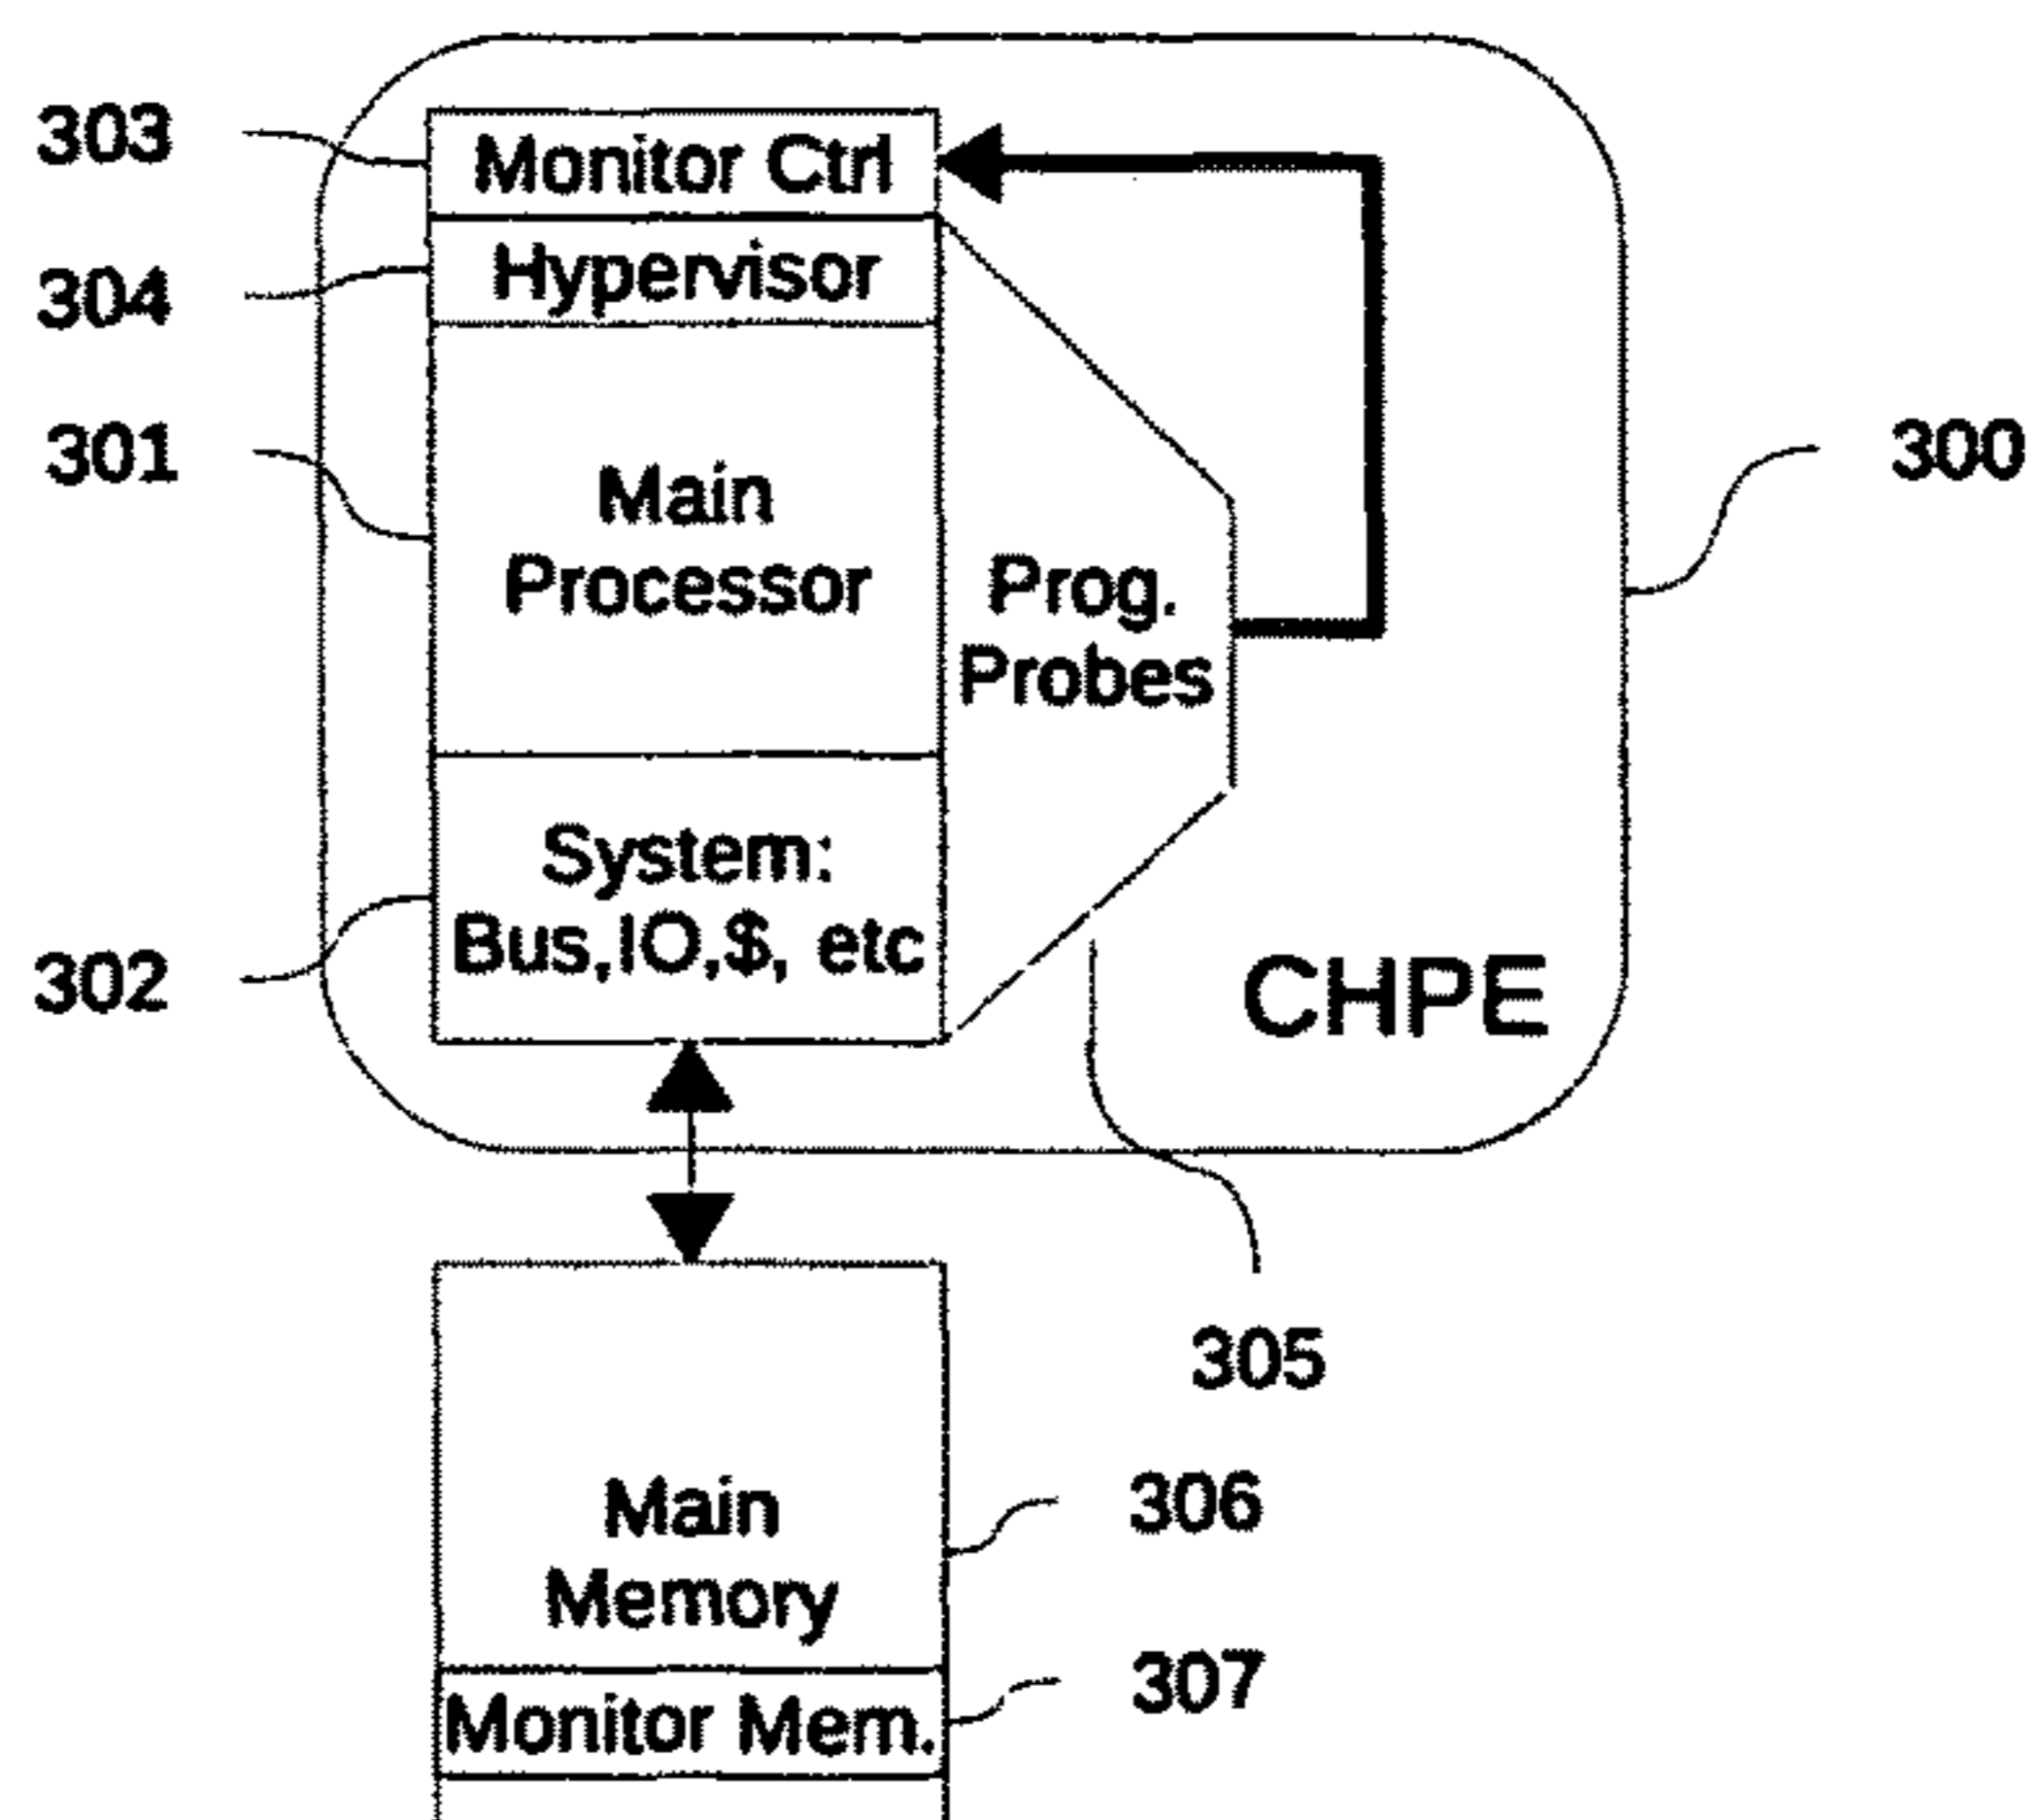 303
Monitor Ctrl
304
Hypervisor
301
Main
Processor
300
Prog.
Probes
System:
Bus,IO,$, etc
302
CHPE
305
Main
Memory
306
Monitor Mem.
307